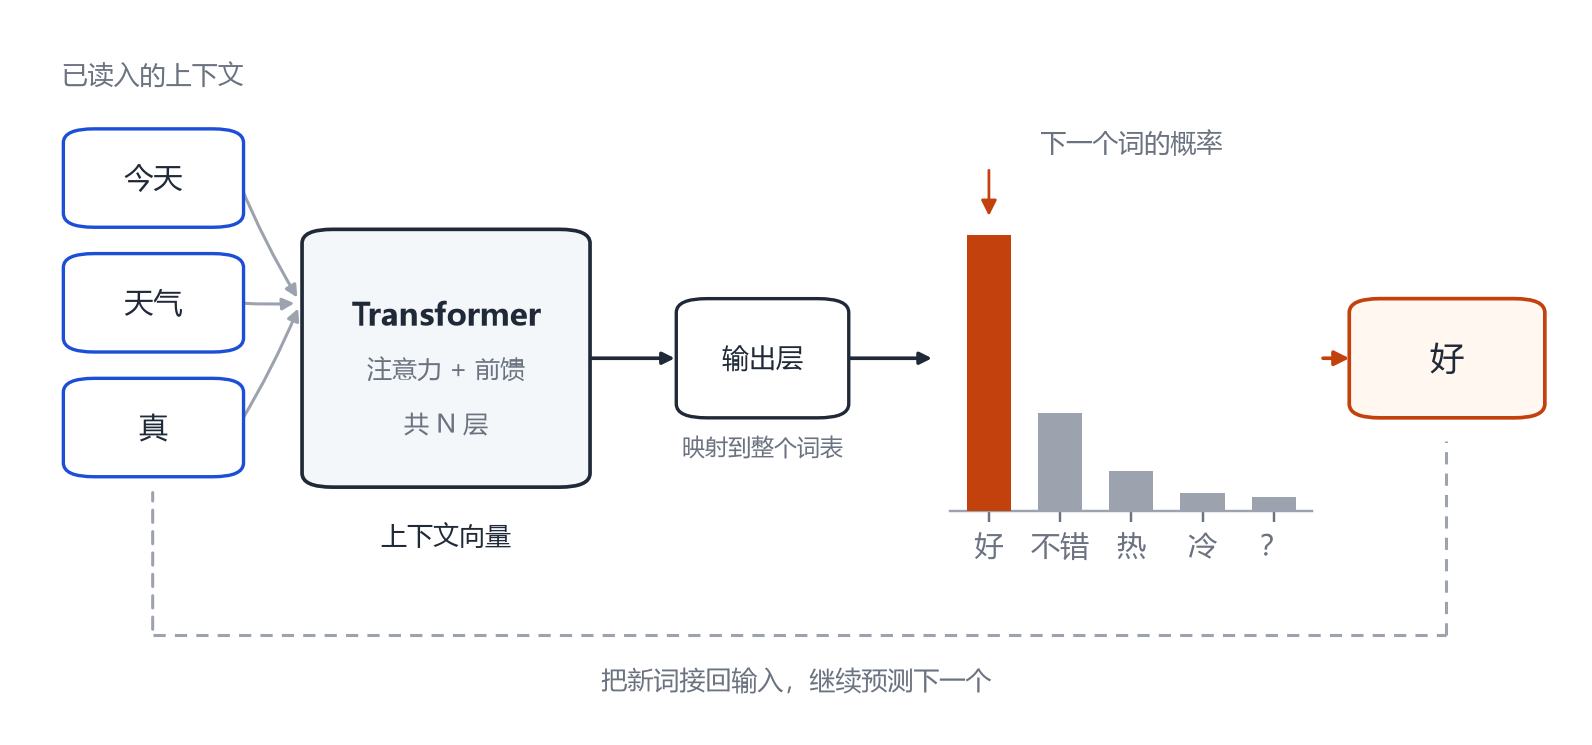 已读入的上下文
今天
天气
真
Transformer
注意力 + 前馈
共 N 层
上下文向量
输出层
映射到整个词表
下一个词的概率
好 不错 热 冷 ？
好
把新词接回输入，继续预测下一个